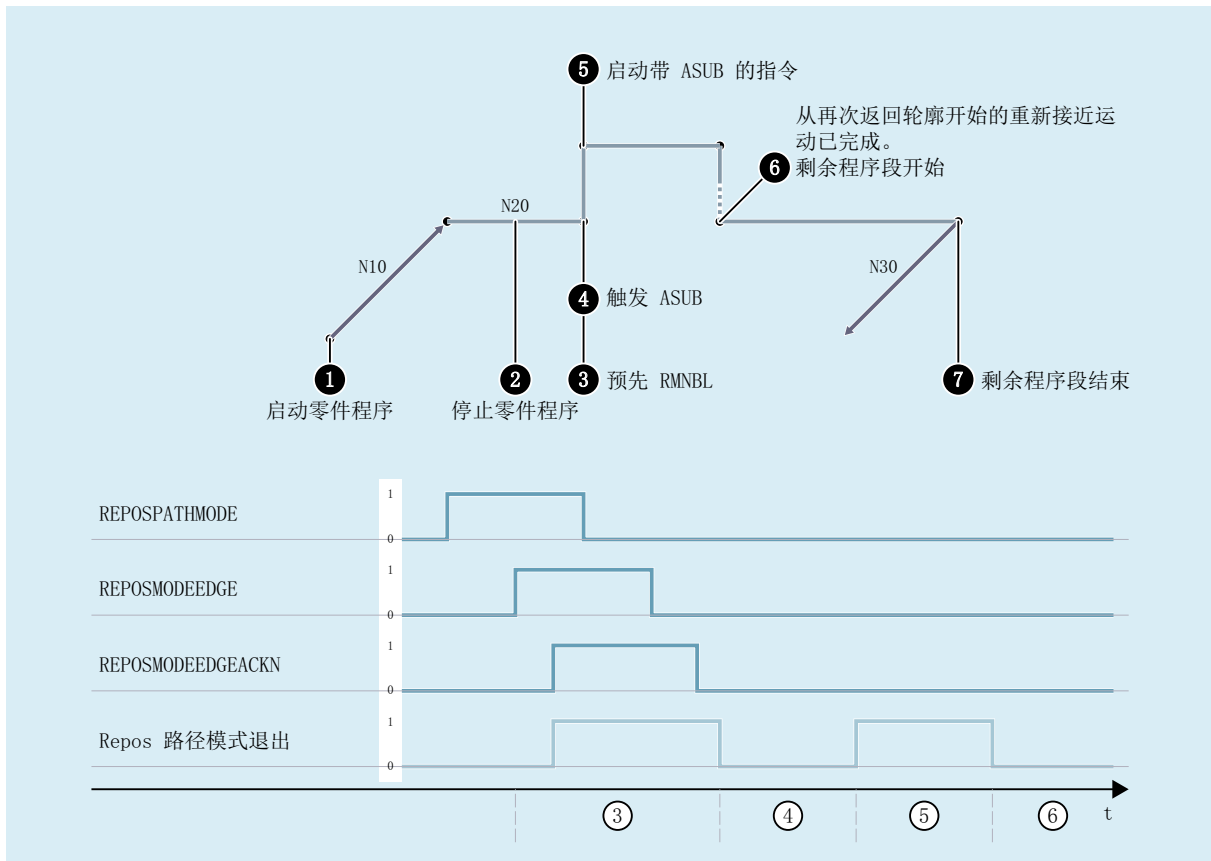 5 启动带 ASUB 的指令
从再次返回轮廓开始的重新接近运
动已完成。
6 剩余程序段开始
N20
N10
N30
4 触发 ASUB
1
2
3 预先 RMNBL
7 剩余程序段结束
启动零件程序
停止零件程序
1
REPOSPATHMODE
0
1
REPOSMODEEDGE
0
1
REPOSMODEEDGEACKN
0
1
Repos 路径模式退出
0
3 4 5 6 t